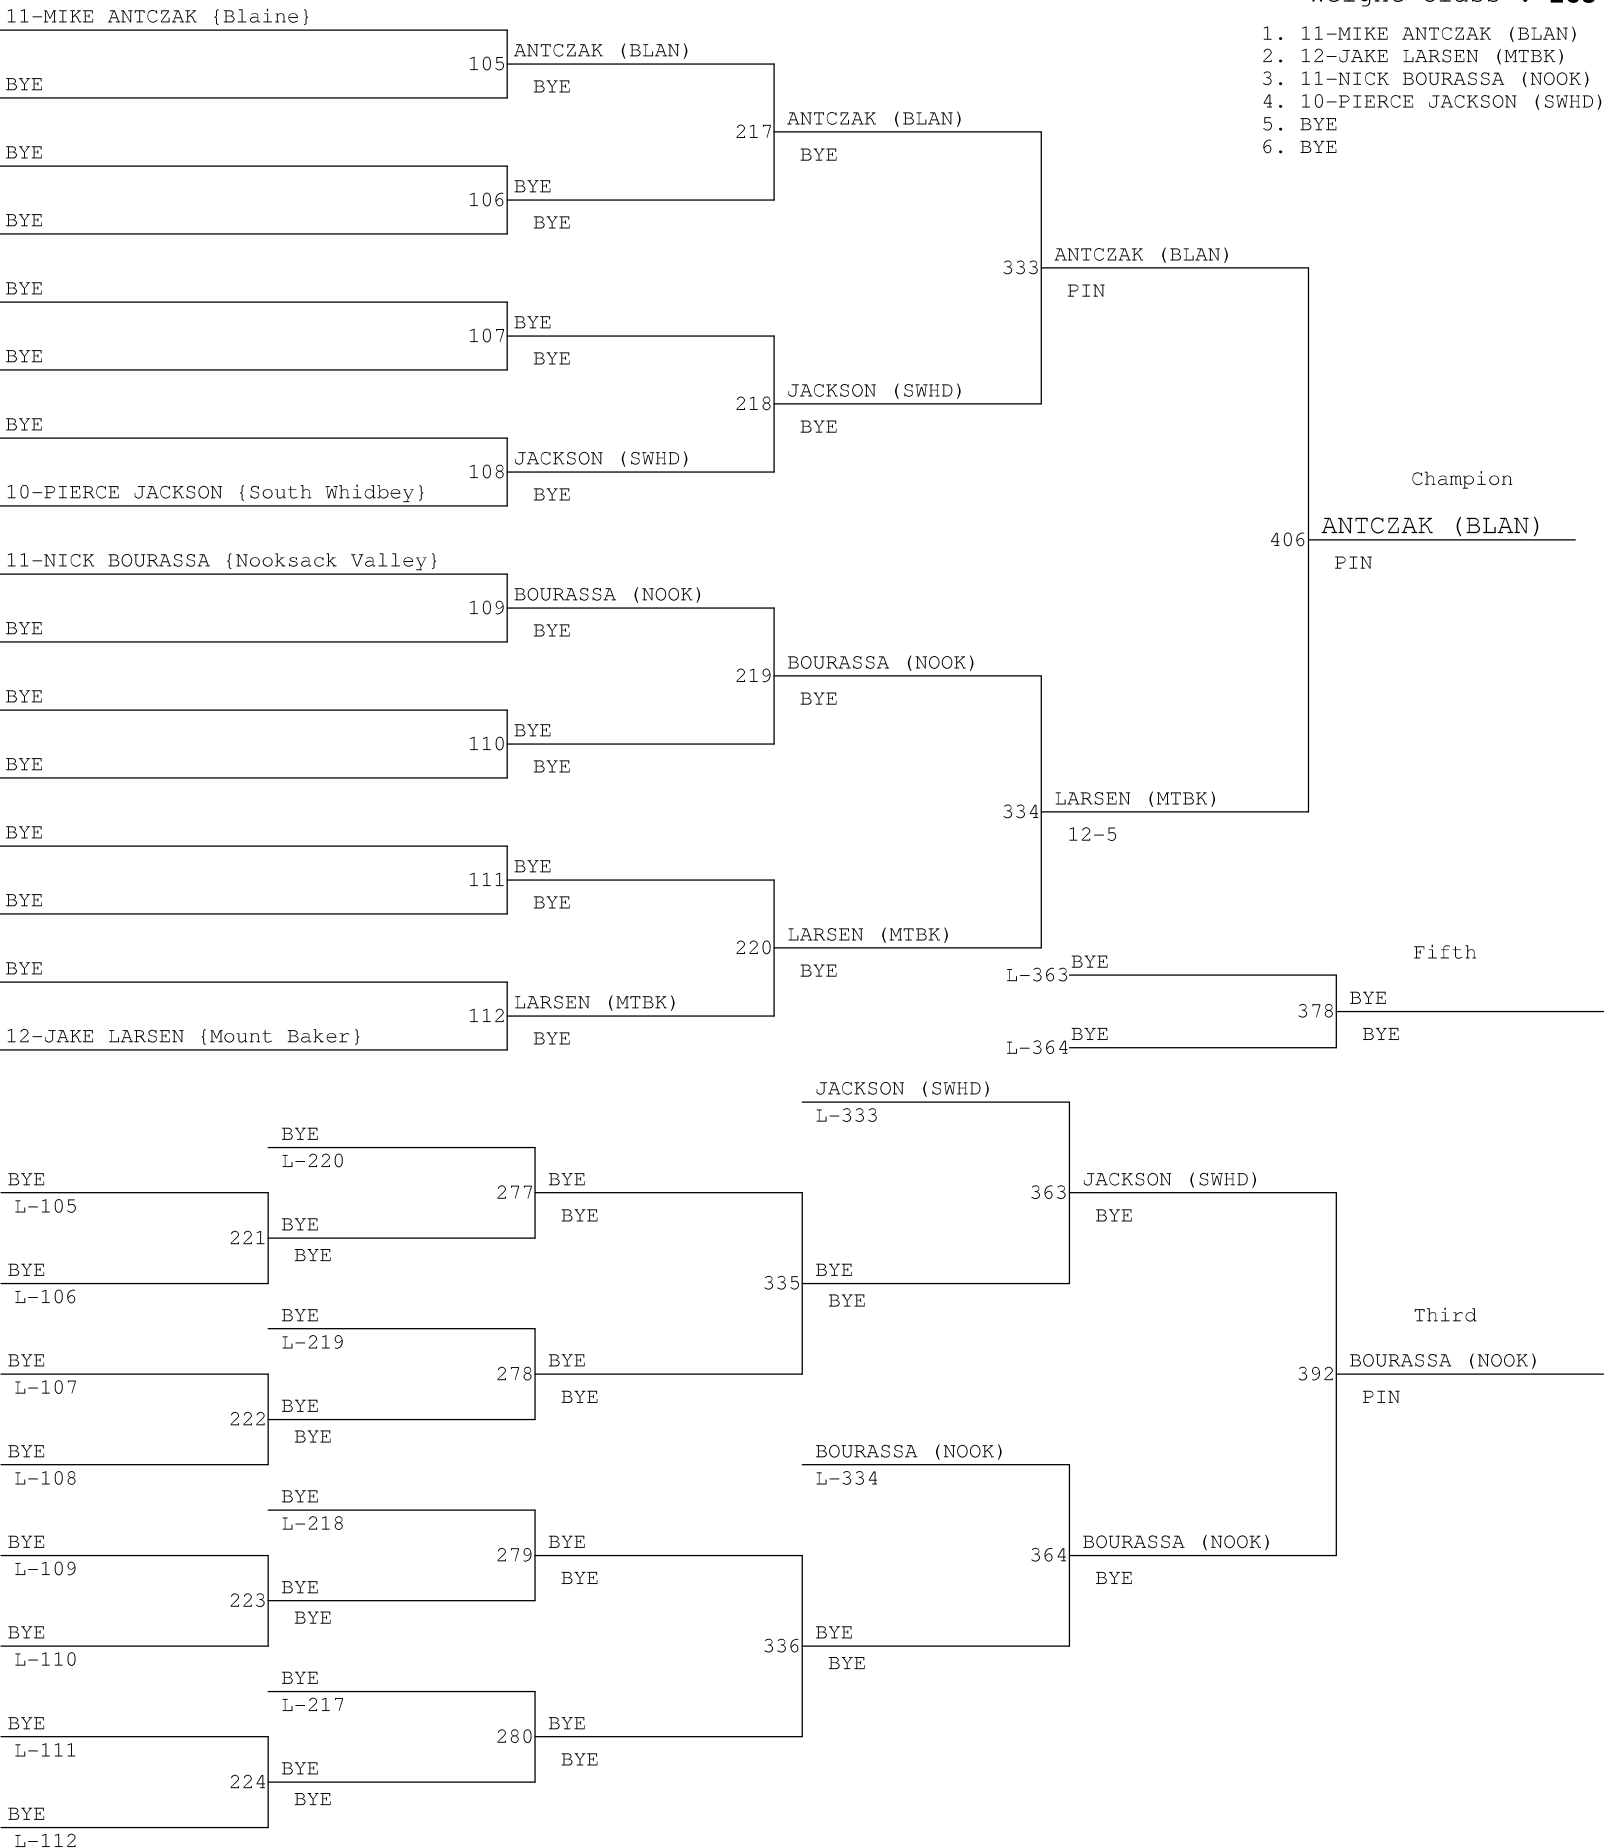 11-MIKE ANTCZAK {Blaine}
1. 11-MIKE ANTCZAK (BLAN)
2. 12-JAKE LARSEN (MTBK)
3. 11-NICK BOURASSA (NOOK)
4. 10-PIERCE JACKSON (SWHD)
5. BYE
6. BYE
105 ANTCZAK (BLAN)
BYE
BYE
217 ANTCZAK (BLAN)
BYE
BYE
106 BYE
BYE
BYE
333 ANTCZAK (BLAN)
PIN
BYE
107 BYE
BYE
BYE
218 JACKSON (SWHD)
BYE
BYE
108 JACKSON (SWHD)
BYE
10-PIERCE JACKSON {South Whidbey}
Champion
406 ANTCZAK (BLAN)
PIN
11-NICK BOURASSA {Nooksack Valley}
109 BOURASSA (NOOK)
BYE
BYE
219 BOURASSA (NOOK)
BYE
BYE
110 BYE
BYE
BYE
334 LARSEN (MTBK)
12-5
BYE
111 BYE
BYE
BYE
220 LARSEN (MTBK)
BYE
BYE
112 LARSEN (MTBK)
BYE
12-JAKE LARSEN {Mount Baker}
Fifth
L-363 BYE
378 BYE
BYE
L-364 BYE
JACKSON (SWHD)
L-333
BYE
L-220
BYE
L-105
277 BYE
BYE
363 JACKSON (SWHD)
BYE
221 BYE
BYE
BYE
L-106
335 BYE
BYE
BYE
L-219
Third
BYE
L-107
278 BYE
BYE
392 BOURASSA (NOOK)
PIN
222 BYE
BYE
BYE
L-108
BOURASSA (NOOK)
L-334
BYE
L-218
BYE
L-109
279 BYE
BYE
364 BOURASSA (NOOK)
BYE
223 BYE
BYE
BYE
L-110
336 BYE
BYE
BYE
L-217
BYE
L-111
280 BYE
BYE
224 BYE
BYE
BYE
L-112